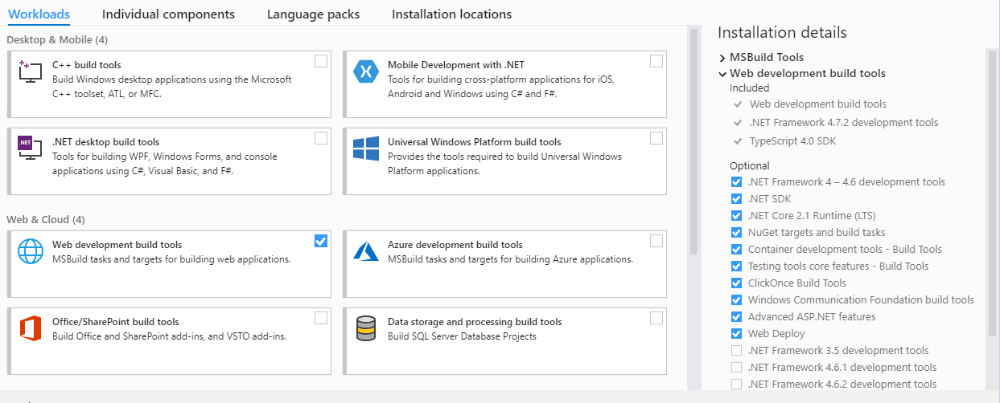 Workloads
Individual components
Language packs
Installation locations
Desktop & Mobile (4)
C++ build tools
Build Windows desktop applications using the Microsoft
C++ toolset, ATL, or MFC.
Mobile Development with .NET
Tools for building cross-platform applications for iOS,
Android and Windows using C# and F#.
.NET
.NET desktop build tools
Tools for building WPF, Windows Forms, and console
applications using C#, Visual Basic, and F#.
Universal Windows Platform build tools
Provides the tools required to build Universal Windows
Platform applications.
Web & Cloud (4)
Web development build tools
MSBuild tasks and targets for building web applications.
Azure development build tools
MSBuild tasks and targets for building Azure applications.
Office/SharePoint build tools
Build Office and SharePoint add-ins, and VSTO add-ins.
Data storage and processing build tools
Build SQL Server Database Projects
Installation details
MSBuild Tools
Web development build tools
Included
Web development build tools
.NET Framework 4.7.2 development tools
TypeScript 4.0 SDK
Optional
.NET Framework 4 – 4.6 development tools
.NET SDK
.NET Core 2.1 Runtime (LTS)
NuGet targets and build tasks
Container development tools - Build Tools
Testing tools core features - Build Tools
ClickOnce Build Tools
Windows Communication Foundation build tools
Advanced ASP.NET features
Web Deploy
.NET Framework 3.5 development tools
.NET Framework 4.6.1 development tools
.NET Framework 4.6.2 development tools